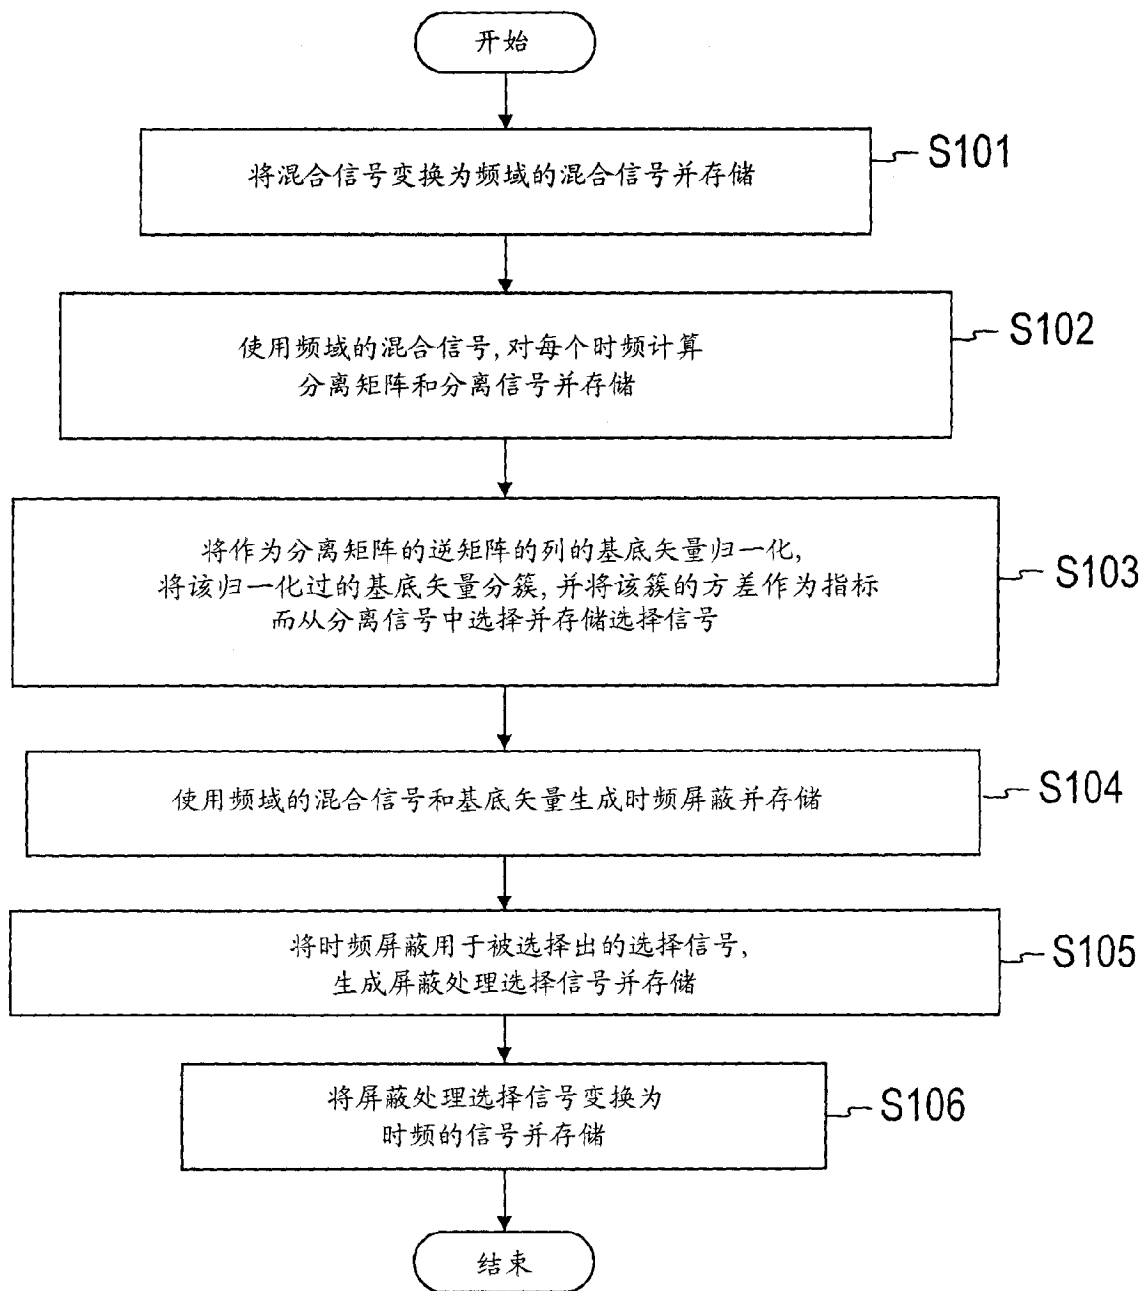 开始
将混合信号变换为频域的混合信号并存储
S101
使用频域的混合信号,对每个时频计算
分离矩阵和分离信号并存储
S102
将作为分离矩阵的逆矩阵的列的基底矢量归一化,
将该归一化过的基底矢量分簇,并将该簇的方差作为指标
而从分离信号中选择并存储选择信号
S103
使用频域的混合信号和基底矢量生成时频屏蔽并存储
S104
将时频屏蔽用于被选择出的选择信号,
生成屏蔽处理选择信号并存储
S105
将屏蔽处理选择信号变换为
时频的信号并存储
S106
结束